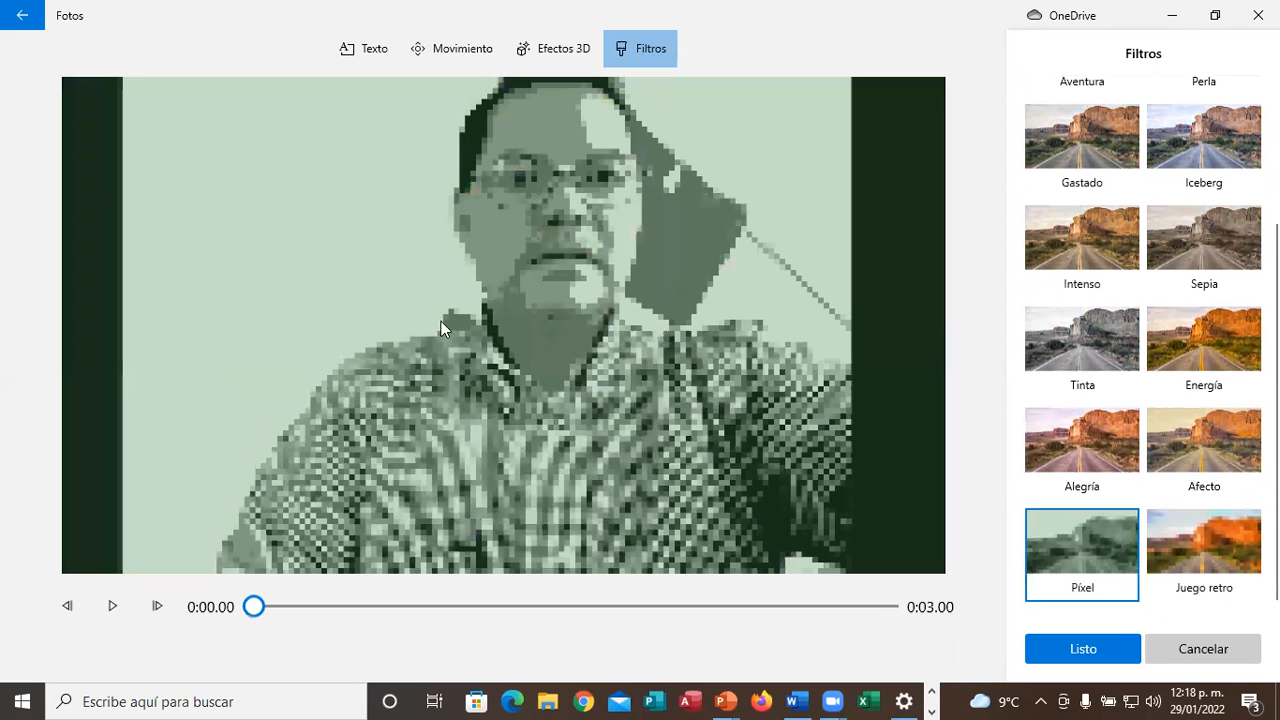 Fotos
OneDrive
Texto
Movimiento
Efectos 3D
Filtros
Filtros
Aventura
Perla
Gastado
Iceberg
Intenso
Sepia
Tinta
Energía
Alegría
Afecto
Píxel
Juego retro
0:00.00
0:03.00
Listo
Cancelar
Escribe aquí para buscar
9°C
12:18 p. m.
29/01/2022
3